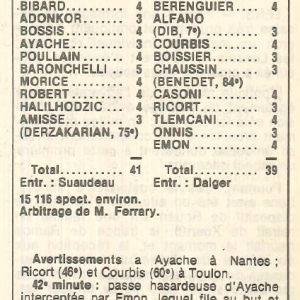 BIBARD............. 4
ADONKOR........ 3
BOSSIS............. 4
AYACHE............ 3
POULLAIN......... 4
BARONCHELLI.. 5
MORICE............ 4
ROBERT............ 4
HALILHODZIC... 4
AMISSE............. 3
(DERZAKARIAN, 75e)
Total............. 41
Entr. : Suaudeau
BERENGUIER.... 4
ALFANO
(DIB, 7e)............. 3
COURBIS........... 4
BOISSIER........... 3
CHAUSSIN......... 3
(BENEDET, 84e)
CASONI............. 4
RICORT............. 3
TLEMCANI......... 4
ONNIS............... 3
EMON................ 4
Total............. 39
Entr. : Dalger
15 116 spect. environ.
Arbitrage de M. Ferrary.
Avertissements a Ayache à Nantes ;
Ricort (46e) et Courbis (60e) à Toulon.
42e minute : passe hasardeuse d'Ayache
interceptée par Emon, lequel file au but et